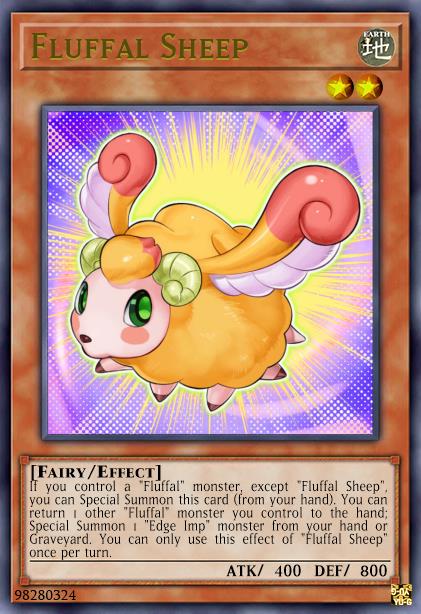 Fluffal Sheep
EARTH
地
[Fairy/Effect]
If you control a "Fluffal" monster, except "Fluffal Sheep",
you can Special Summon this card (from your hand). You can
return 1 other "Fluffal" monster you control to the hand;
Special Summon 1 "Edge Imp" monster from your hand or
Graveyard. You can only use this effect of "Fluffal Sheep"
once per turn.
ATK/ 400 DEF/ 800
98280324